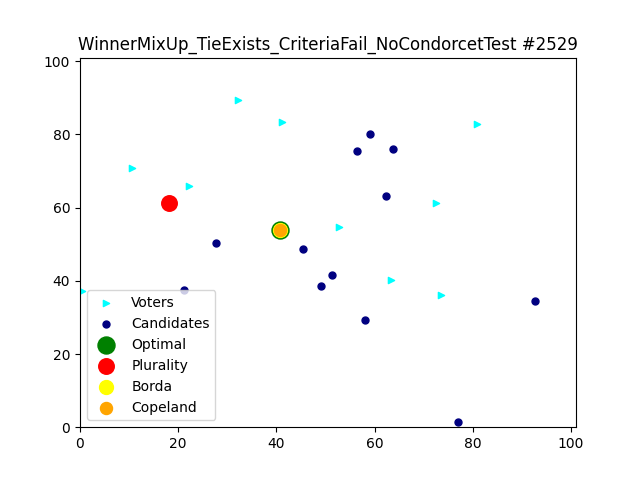 WinnerMixUp_TieExists_CriteriaFail_NoCondorcetTest #2529
100
80
60
40
20
0
Voters
Candidates
Optimal
Plurality
Borda
Copeland
0 20 40 60 80 100